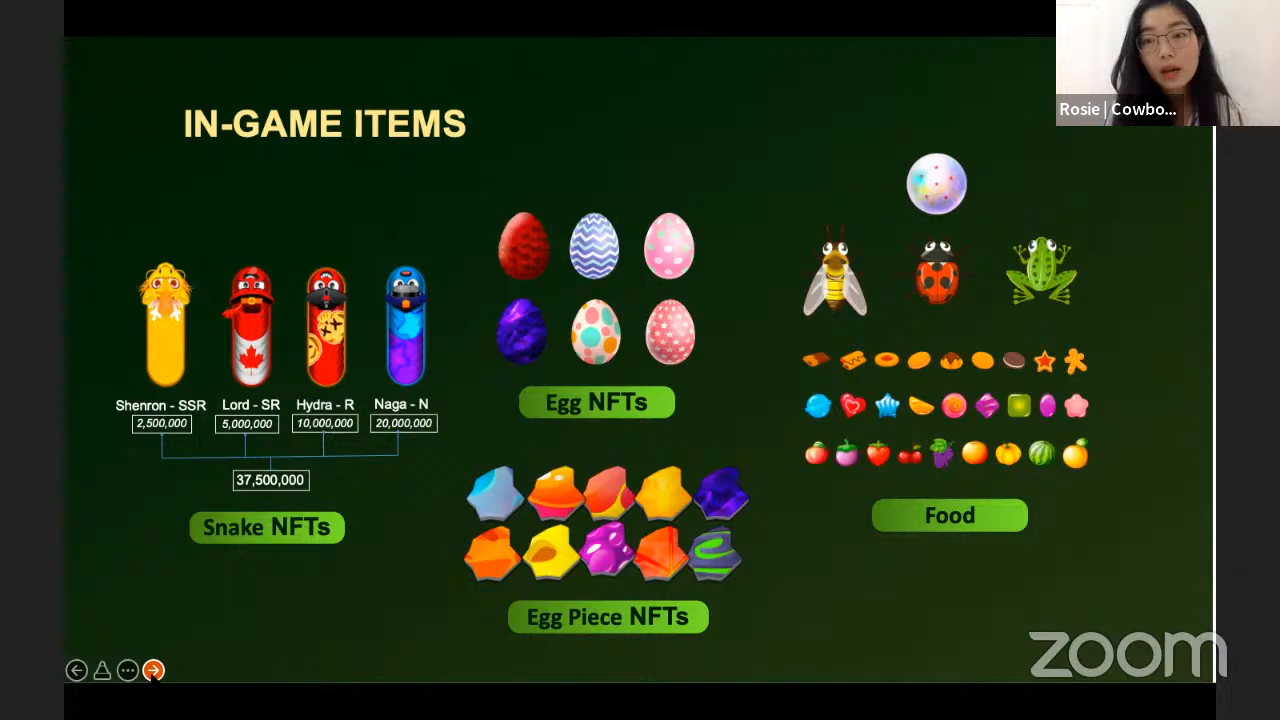 Rosie | Cowbo...
IN-GAME ITEMS
Shenron - SSR
Lord - SR
Hydra - R
Naga - N
2,500,000
5,000,000
10,000,000
20,000,000
37,500,000
Snake NFTs
Egg NFTs
Egg Piece NFTs
Food
zoom